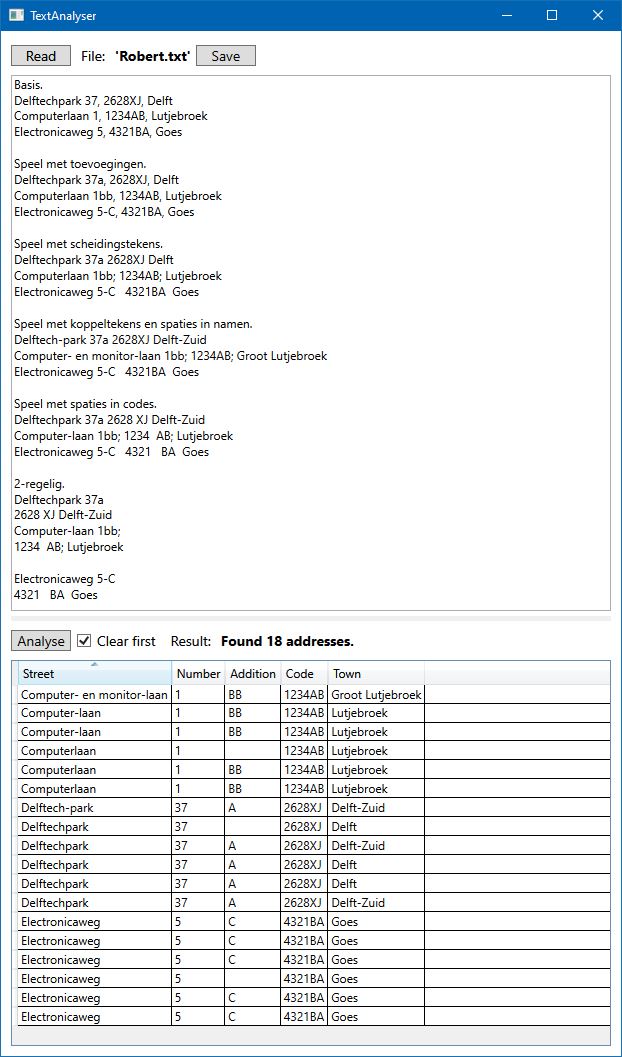 TextAnalyser
Read File: 'Robert.txt' Save
Basis.
Delftechpark 37, 2628XJ, Delft
Computerlaan 1, 1234AB, Lutjebroek
Electronicaweg 5, 4321BA, Goes
Speel met toevoegingen.
Delftechpark 37a, 2628XJ, Delft
Computerlaan 1bb, 1234AB, Lutjebroek
Electronicaweg 5-C, 4321BA, Goes
Speel met scheidingstekens.
Delftechpark 37a 2628XJ Delft
Computerlaan 1bb; 1234AB; Lutjebroek
Electronicaweg 5-C   4321BA  Goes
Speel met koppeltekens en spaties in namen.
Delftech-park 37a 2628XJ Delft-Zuid
Computer- en monitor-laan 1bb; 1234AB; Groot Lutjebroek
Electronicaweg 5-C   4321BA  Goes
Speel met spaties in codes.
Delftechpark 37a 2628 XJ Delft-Zuid
Computer-laan 1bb; 1234  AB; Lutjebroek
Electronicaweg 5-C   4321   BA  Goes
2-regelig.
Delftechpark 37a
2628 XJ Delft-Zuid
Computer-laan 1bb;
1234  AB; Lutjebroek
Electronicaweg 5-C
4321   BA  Goes
Analyse Clear first Result: Found 18 addresses.
Street Number Addition Code Town
Computer- en monitor-laan 1 BB 1234AB Groot Lutjebroek
Computer-laan 1 BB 1234AB Lutjebroek
Computer-laan 1 BB 1234AB Lutjebroek
Computerlaan 1 1234AB Lutjebroek
Computerlaan 1 BB 1234AB Lutjebroek
Computerlaan 1 BB 1234AB Lutjebroek
Delftech-park 37 A 2628XJ Delft-Zuid
Delftechpark 37 2628XJ Delft
Delftechpark 37 A 2628XJ Delft-Zuid
Delftechpark 37 A 2628XJ Delft
Delftechpark 37 A 2628XJ Delft
Delftechpark 37 A 2628XJ Delft-Zuid
Electronicaweg 5 C 4321BA Goes
Electronicaweg 5 C 4321BA Goes
Electronicaweg 5 C 4321BA Goes
Electronicaweg 5 4321BA Goes
Electronicaweg 5 C 4321BA Goes
Electronicaweg 5 C 4321BA Goes